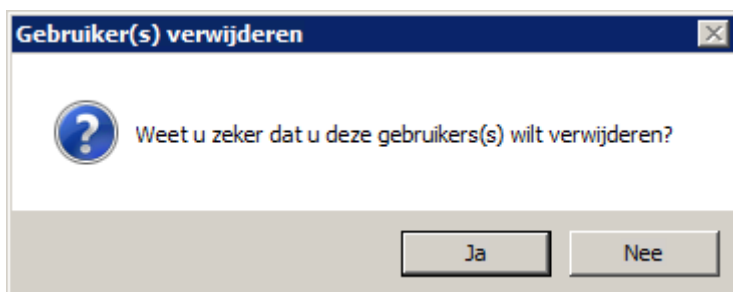 Gebruiker(s) verwijderen
Weet u zeker dat u deze gebruikers(s) wilt verwijderen?
Ja
Nee